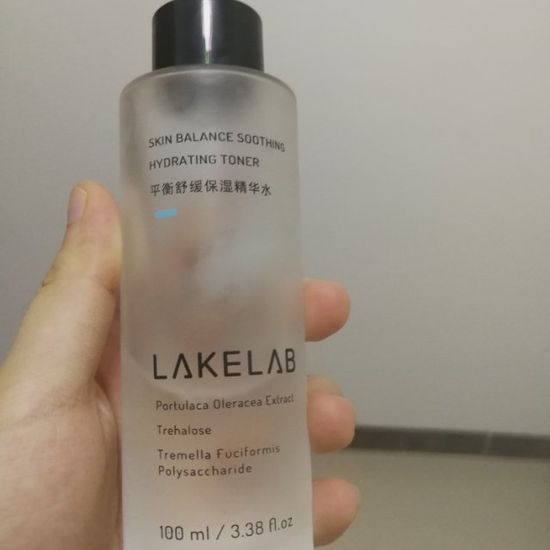 SKIN BALANCE SOOTHING
HYDRATING TONER
平衡舒缓保湿精华水
LAKELAB
Portulaca Oleracea Extract
Trehalose
Tremella Fuciformis
Polysaccharide
100 ml / 3.38 fl.oz